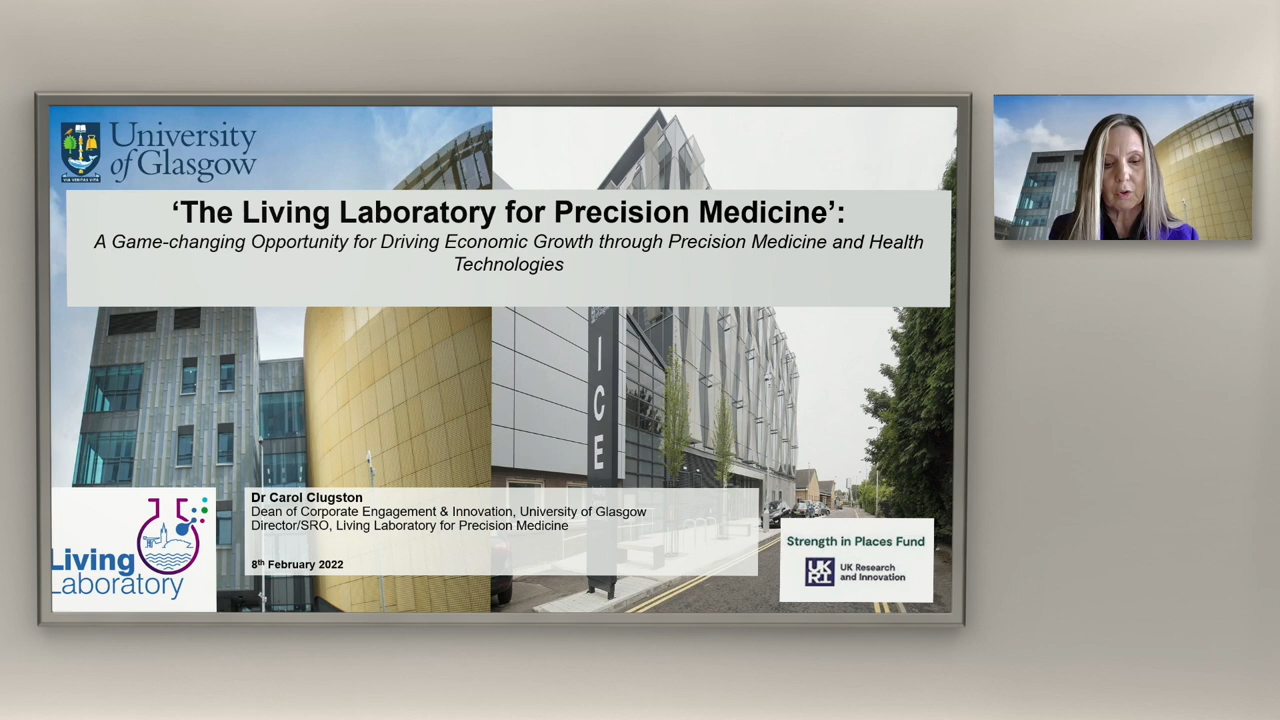 University
of Glasgow
VIA VERITAS VITA
‘The Living Laboratory for Precision Medicine’:
A Game-changing Opportunity for Driving Economic Growth through Precision Medicine and Health
Technologies
ICE
Dr Carol Clugston
Dean of Corporate Engagement & Innovation, University of Glasgow
Director/SRO, Living Laboratory for Precision Medicine
8th February 2022
Living
Laboratory
Strength in Places Fund
UKRI
UK Research
and Innovation